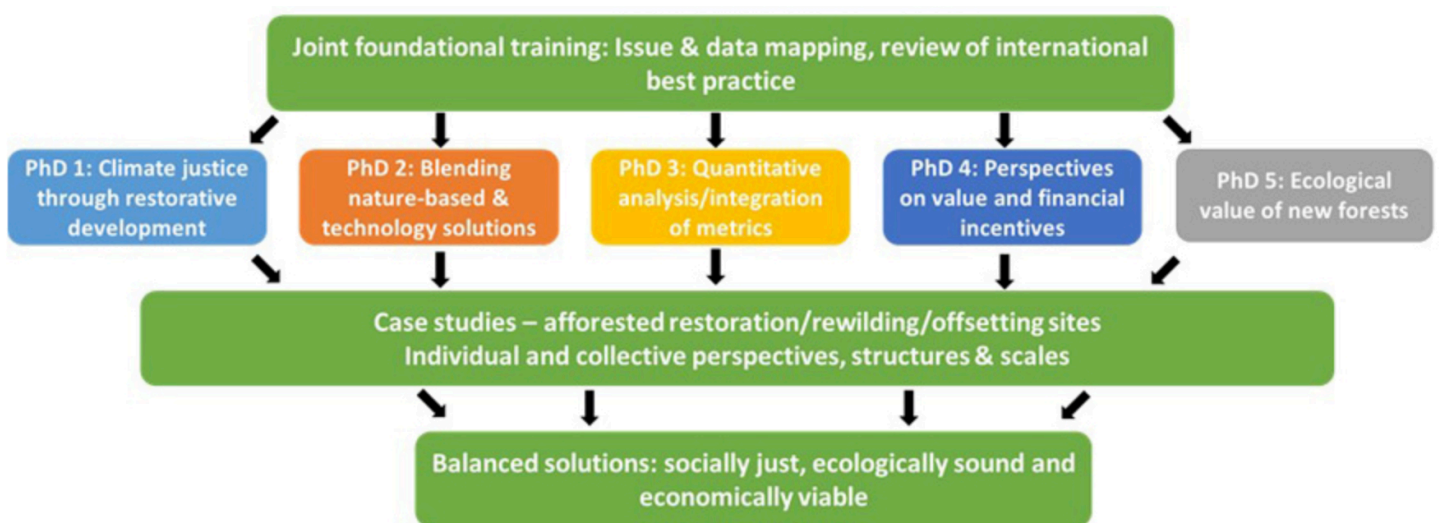 Joint foundational training: Issue & data mapping, review of international
best practice
PhD 1: Climate justice
through restorative
development
PhD 2: Blending
nature-based &
technology solutions
PhD 3: Quantitative
analysis/integration
of metrics
PhD 4: Perspectives
on value and financial
incentives
PhD 5: Ecological
value of new forests
Case studies – afforested restoration/rewilding/offsetting sites
Individual and collective perspectives, structures & scales
Balanced solutions: socially just, ecologically sound and
economically viable